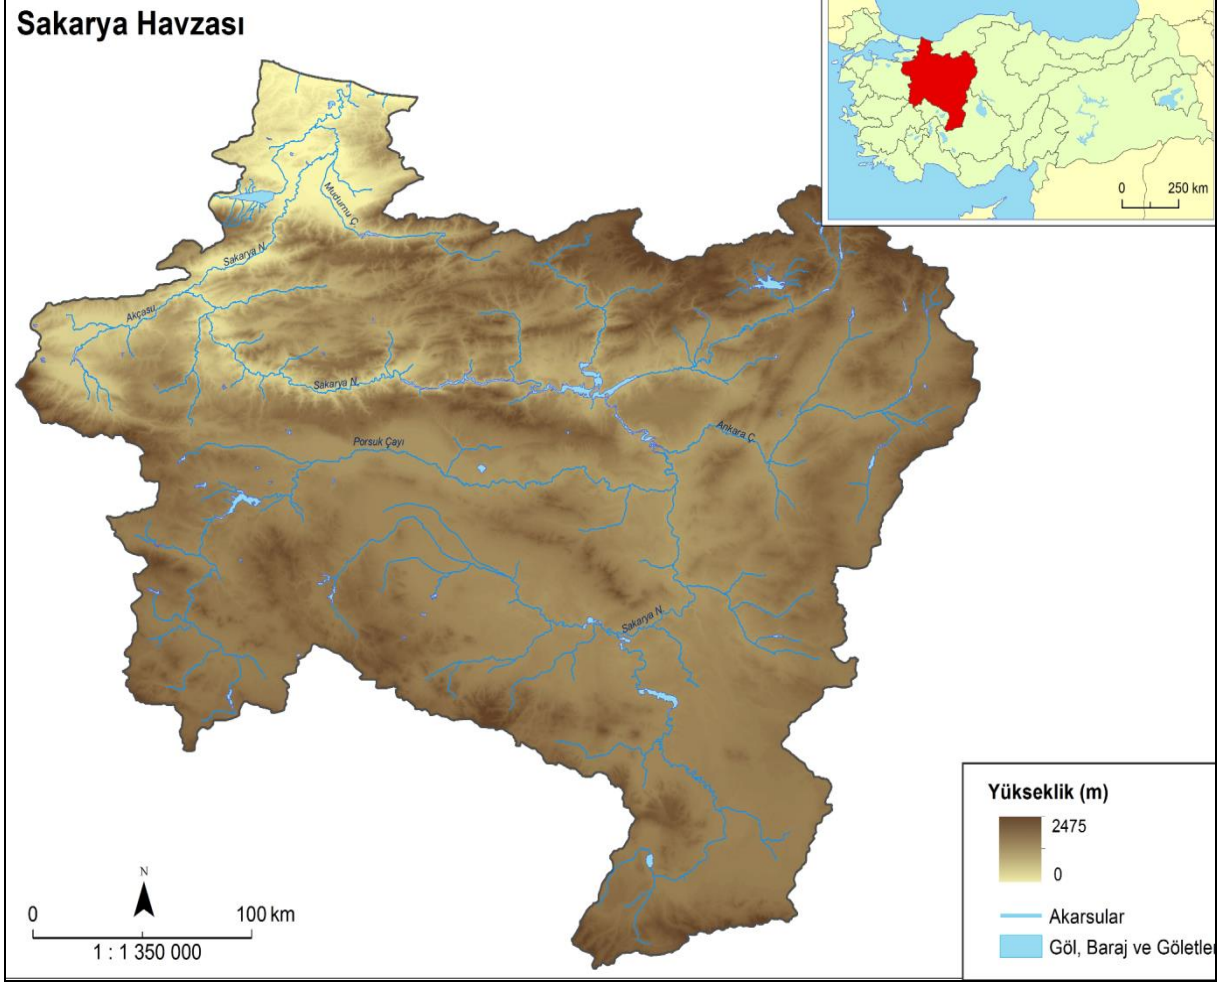 Sakarya Havzası
0 250 km
Mudurnu Ç.
Sakarya N.
Akçasu
Sakarya N.
Porsuk Çayı
Ankara Ç.
Sakarya N.
Yükseklik (m)
2475
0
N
0 100 km
1 : 1 350 000
Akarsular
Göl, Baraj ve Göletler